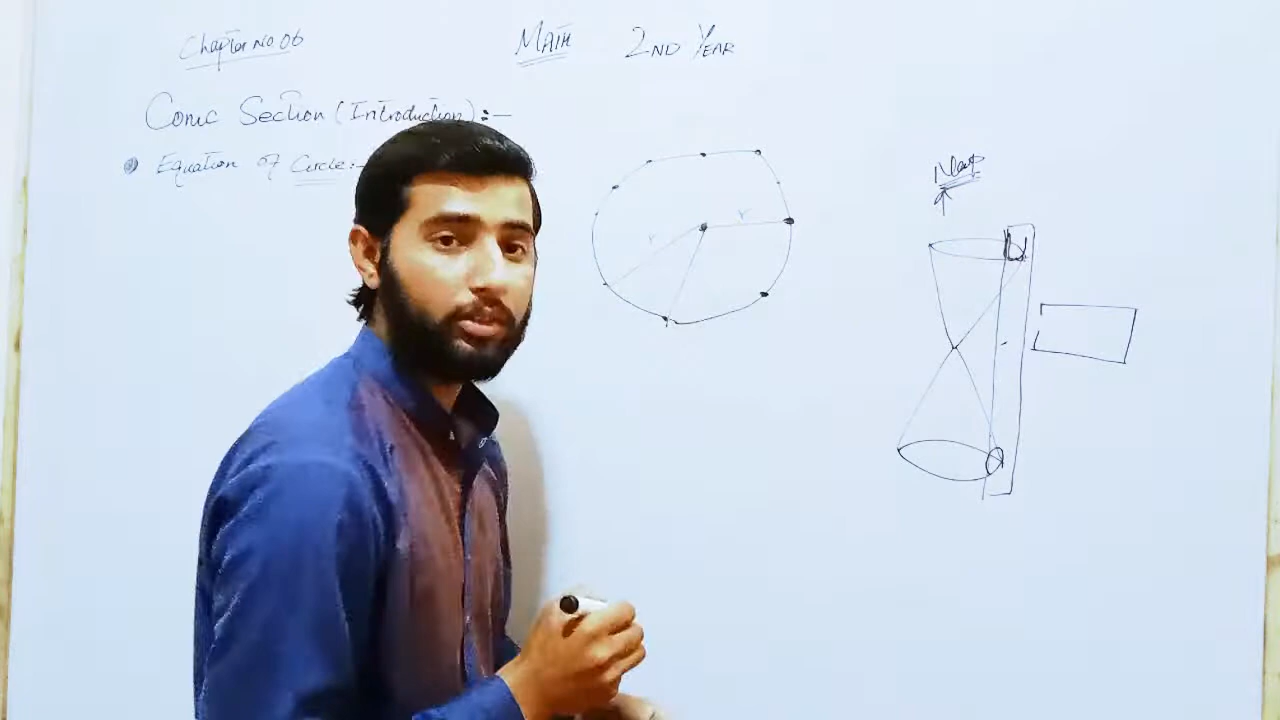 Chapter No 06
MATH 2ND YEAR
Conic Section (Introduction) :-
Equation of Circle:-
r
r